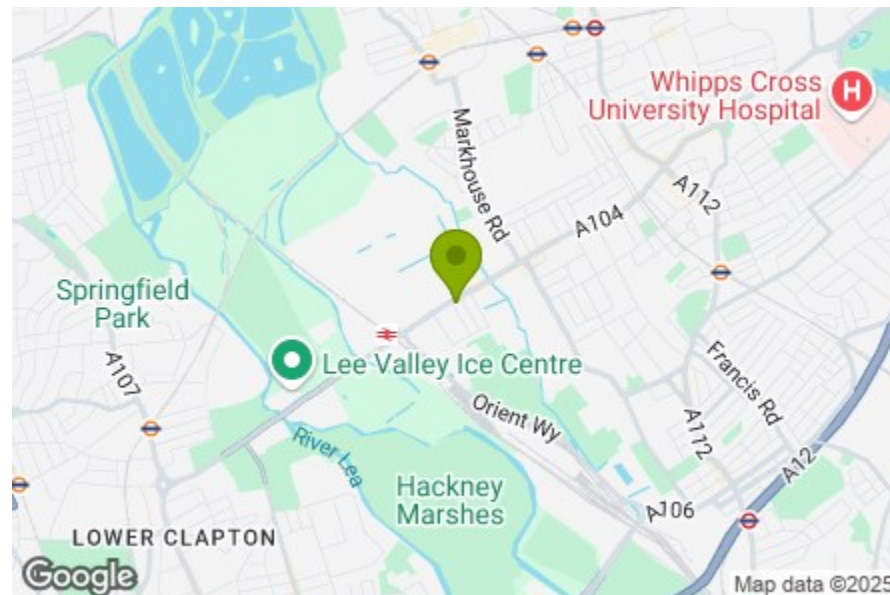 Whipps Cross
University Hospital
H
Markhouse Rd
A112
A104
Springfield
Park
A107
Lee Valley Ice Centre
Francis Rd
Orient Wy
River Lea
A112
A12
Hackney
Marshes
A106
LOWER CLAPTON
Google
Map data ©2025